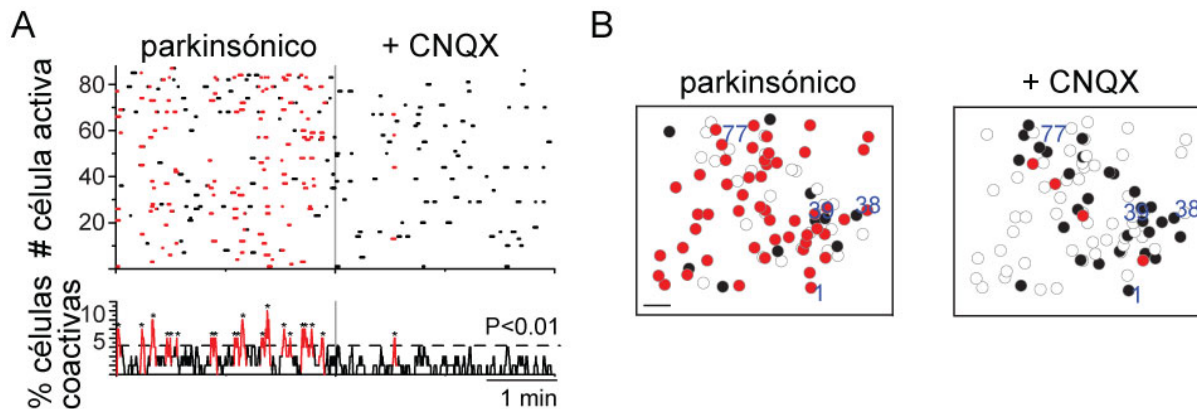 A
parkinsónico
+ CNQX
# célula activa
80
60
40
20
% células
coactivas
10
5
P<0.01
1 min
B
parkinsónico
+ CNQX
77
39
38
1
77
39
38
1